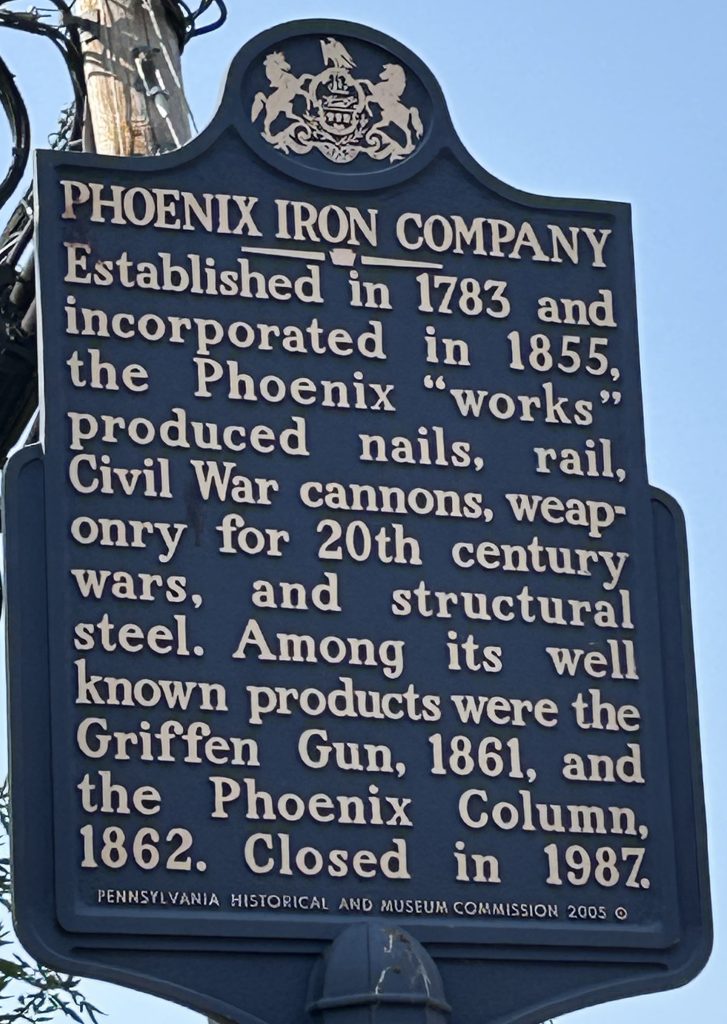 PHOENIX IRON COMPANY
Established in 1783 and
incorporated in 1855,
the Phoenix “works”
produced nails, rail,
Civil War cannons, weap-
onry for 20th century
wars, and structural
steel. Among its well
known products were the
Griffen Gun, 1861, and
the Phoenix Column,
1862. Closed in 1987.
PENNSYLVANIA HISTORICAL AND MUSEUM COMMISSION 2005